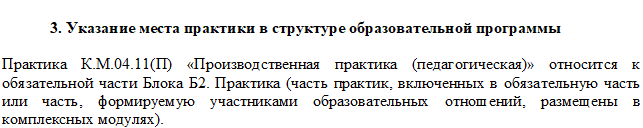 3. Указание места практики в структуре образовательной программы
Практика К.М.04.11(П) «Производственная практика (педагогическая)» относится к
обязательной части Блока Б2. Практика (часть практик, включенных в обязательную часть
или часть, формируемую участниками образовательных отношений, размещены в
комплексных модулях).